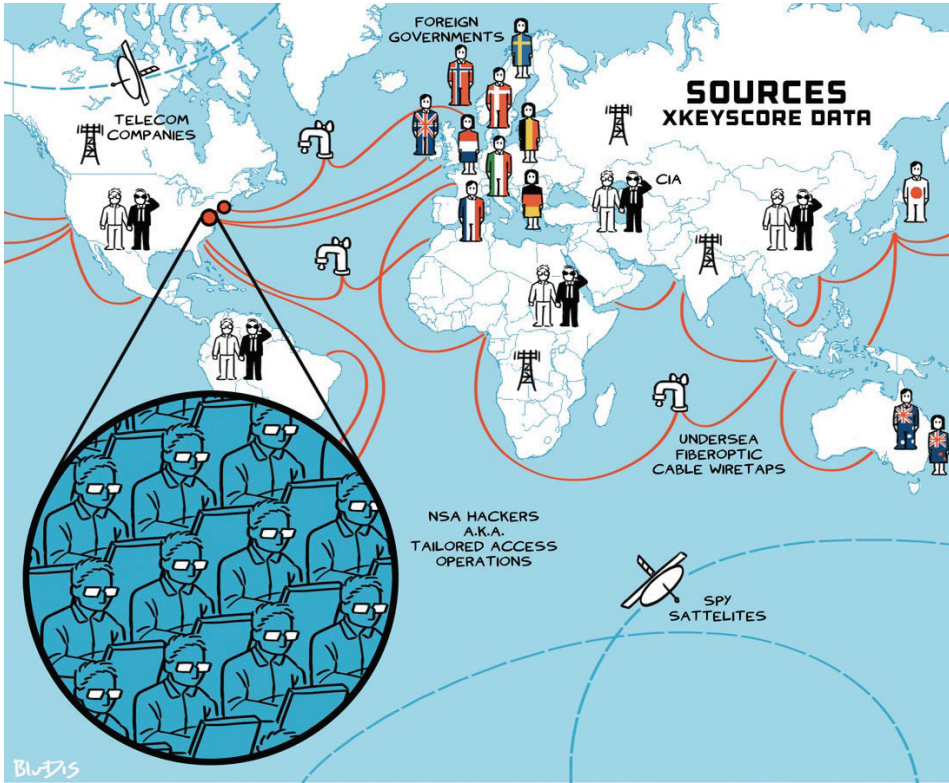 FOREIGN
GOVERNMENTS
SOURCES
XKEYSCORE DATA
TELECOM
COMPANIES
CIA
UNDERSEA
FIBEROPTIC
CABLE WIRETAPS
NSA HACKERS
A.K.A.
TAILORED ACCESS
OPERATIONS
SPY
SATTELITES
BluDis